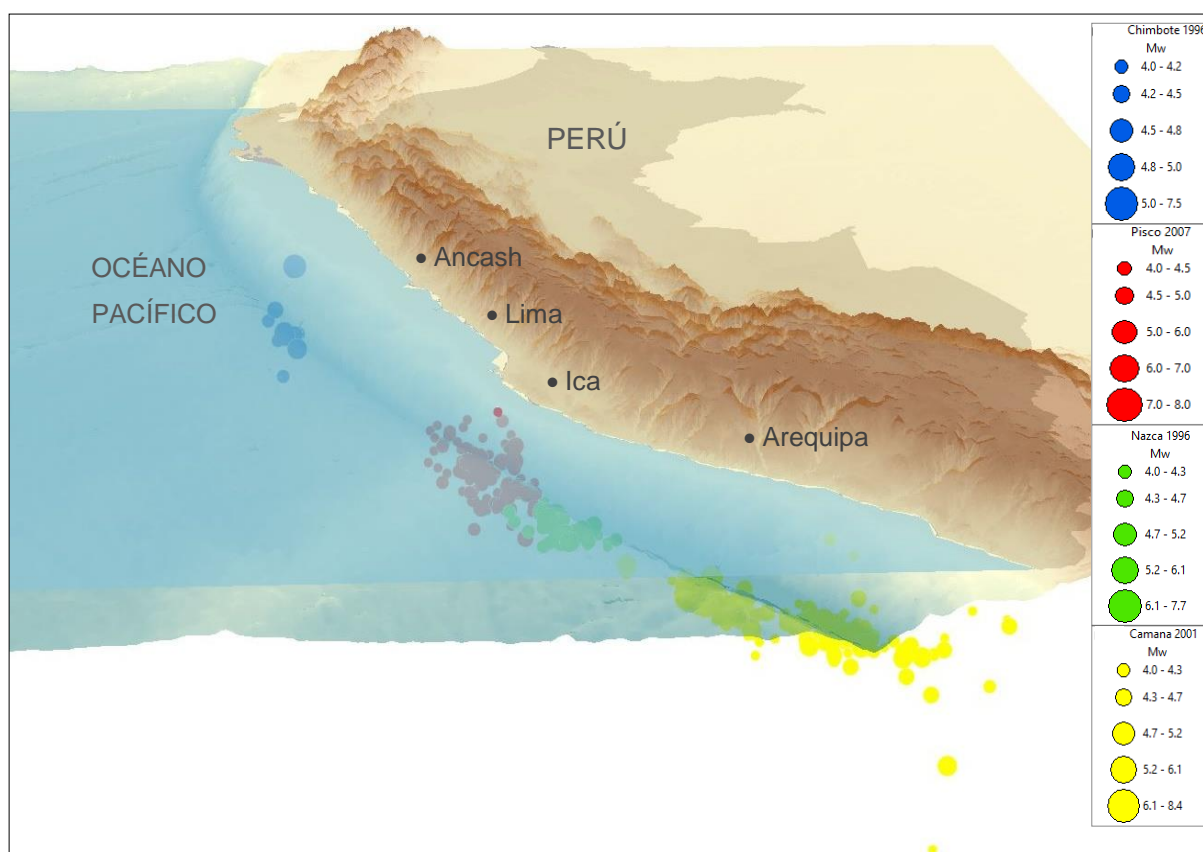 PERÚ
OCÉANO
PACÍFICO
Ancash
Lima
Ica
Arequipa
Chimbote 1996
Mw
4.0 - 4.2
4.2 - 4.5
4.5 - 4.8
4.8 - 5.0
5.0 - 7.5
Pisco 2007
Mw
4.0 - 4.5
4.5 - 5.0
5.0 - 6.0
6.0 - 7.0
7.0 - 8.0
Nazca 1996
Mw
4.0 - 4.3
4.3 - 4.7
4.7 - 5.2
5.2 - 6.1
6.1 - 7.7
Camana 2001
Mw
4.0 - 4.3
4.3 - 4.7
4.7 - 5.2
5.2 - 6.1
6.1 - 8.4